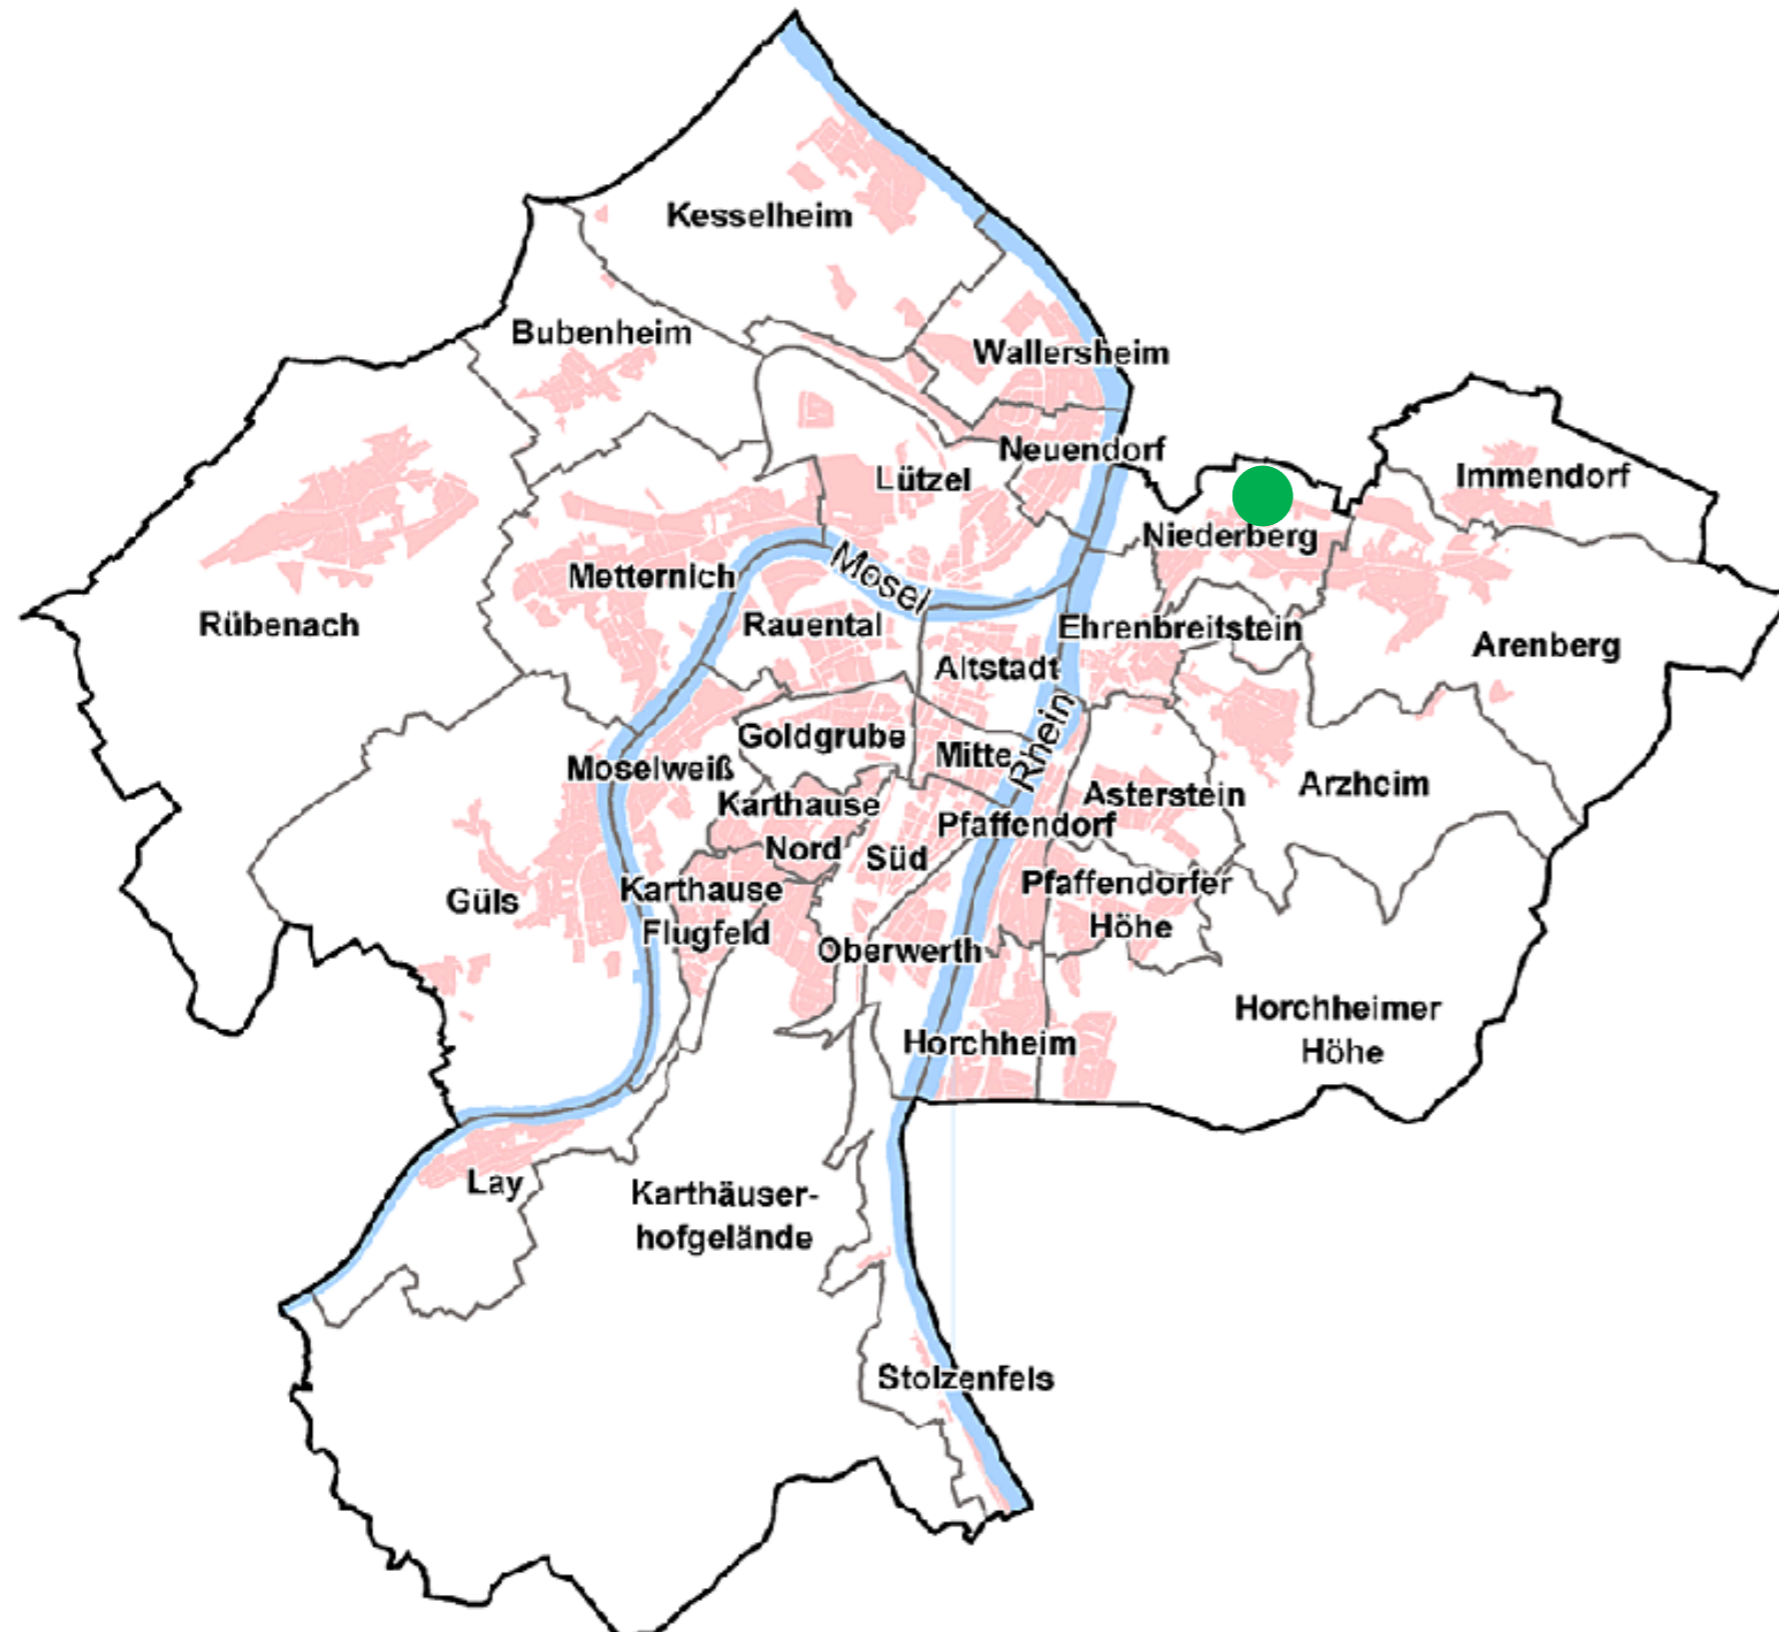 Kesselheim
Bubenheim
Wallersheim
Neuendorf
Lützel
Immendorf
Niederberg
Mosel
Metternich
Rübenach
Rauental
Ehrenbreitstein
Arenberg
Altstadt
Goldgrube
Mitte
Rhein
Moselweiß
Arzheim
Asterstein
Karthause
Nord
Pfaffendorf
Süd
Karthause
Flugfeld
Pfaffendorfer
Höhe
Güls
Oberwerth
Horchheimer
Höhe
Horchheim
Lay
Karthäuser-
hofgelände
Stolzenfels